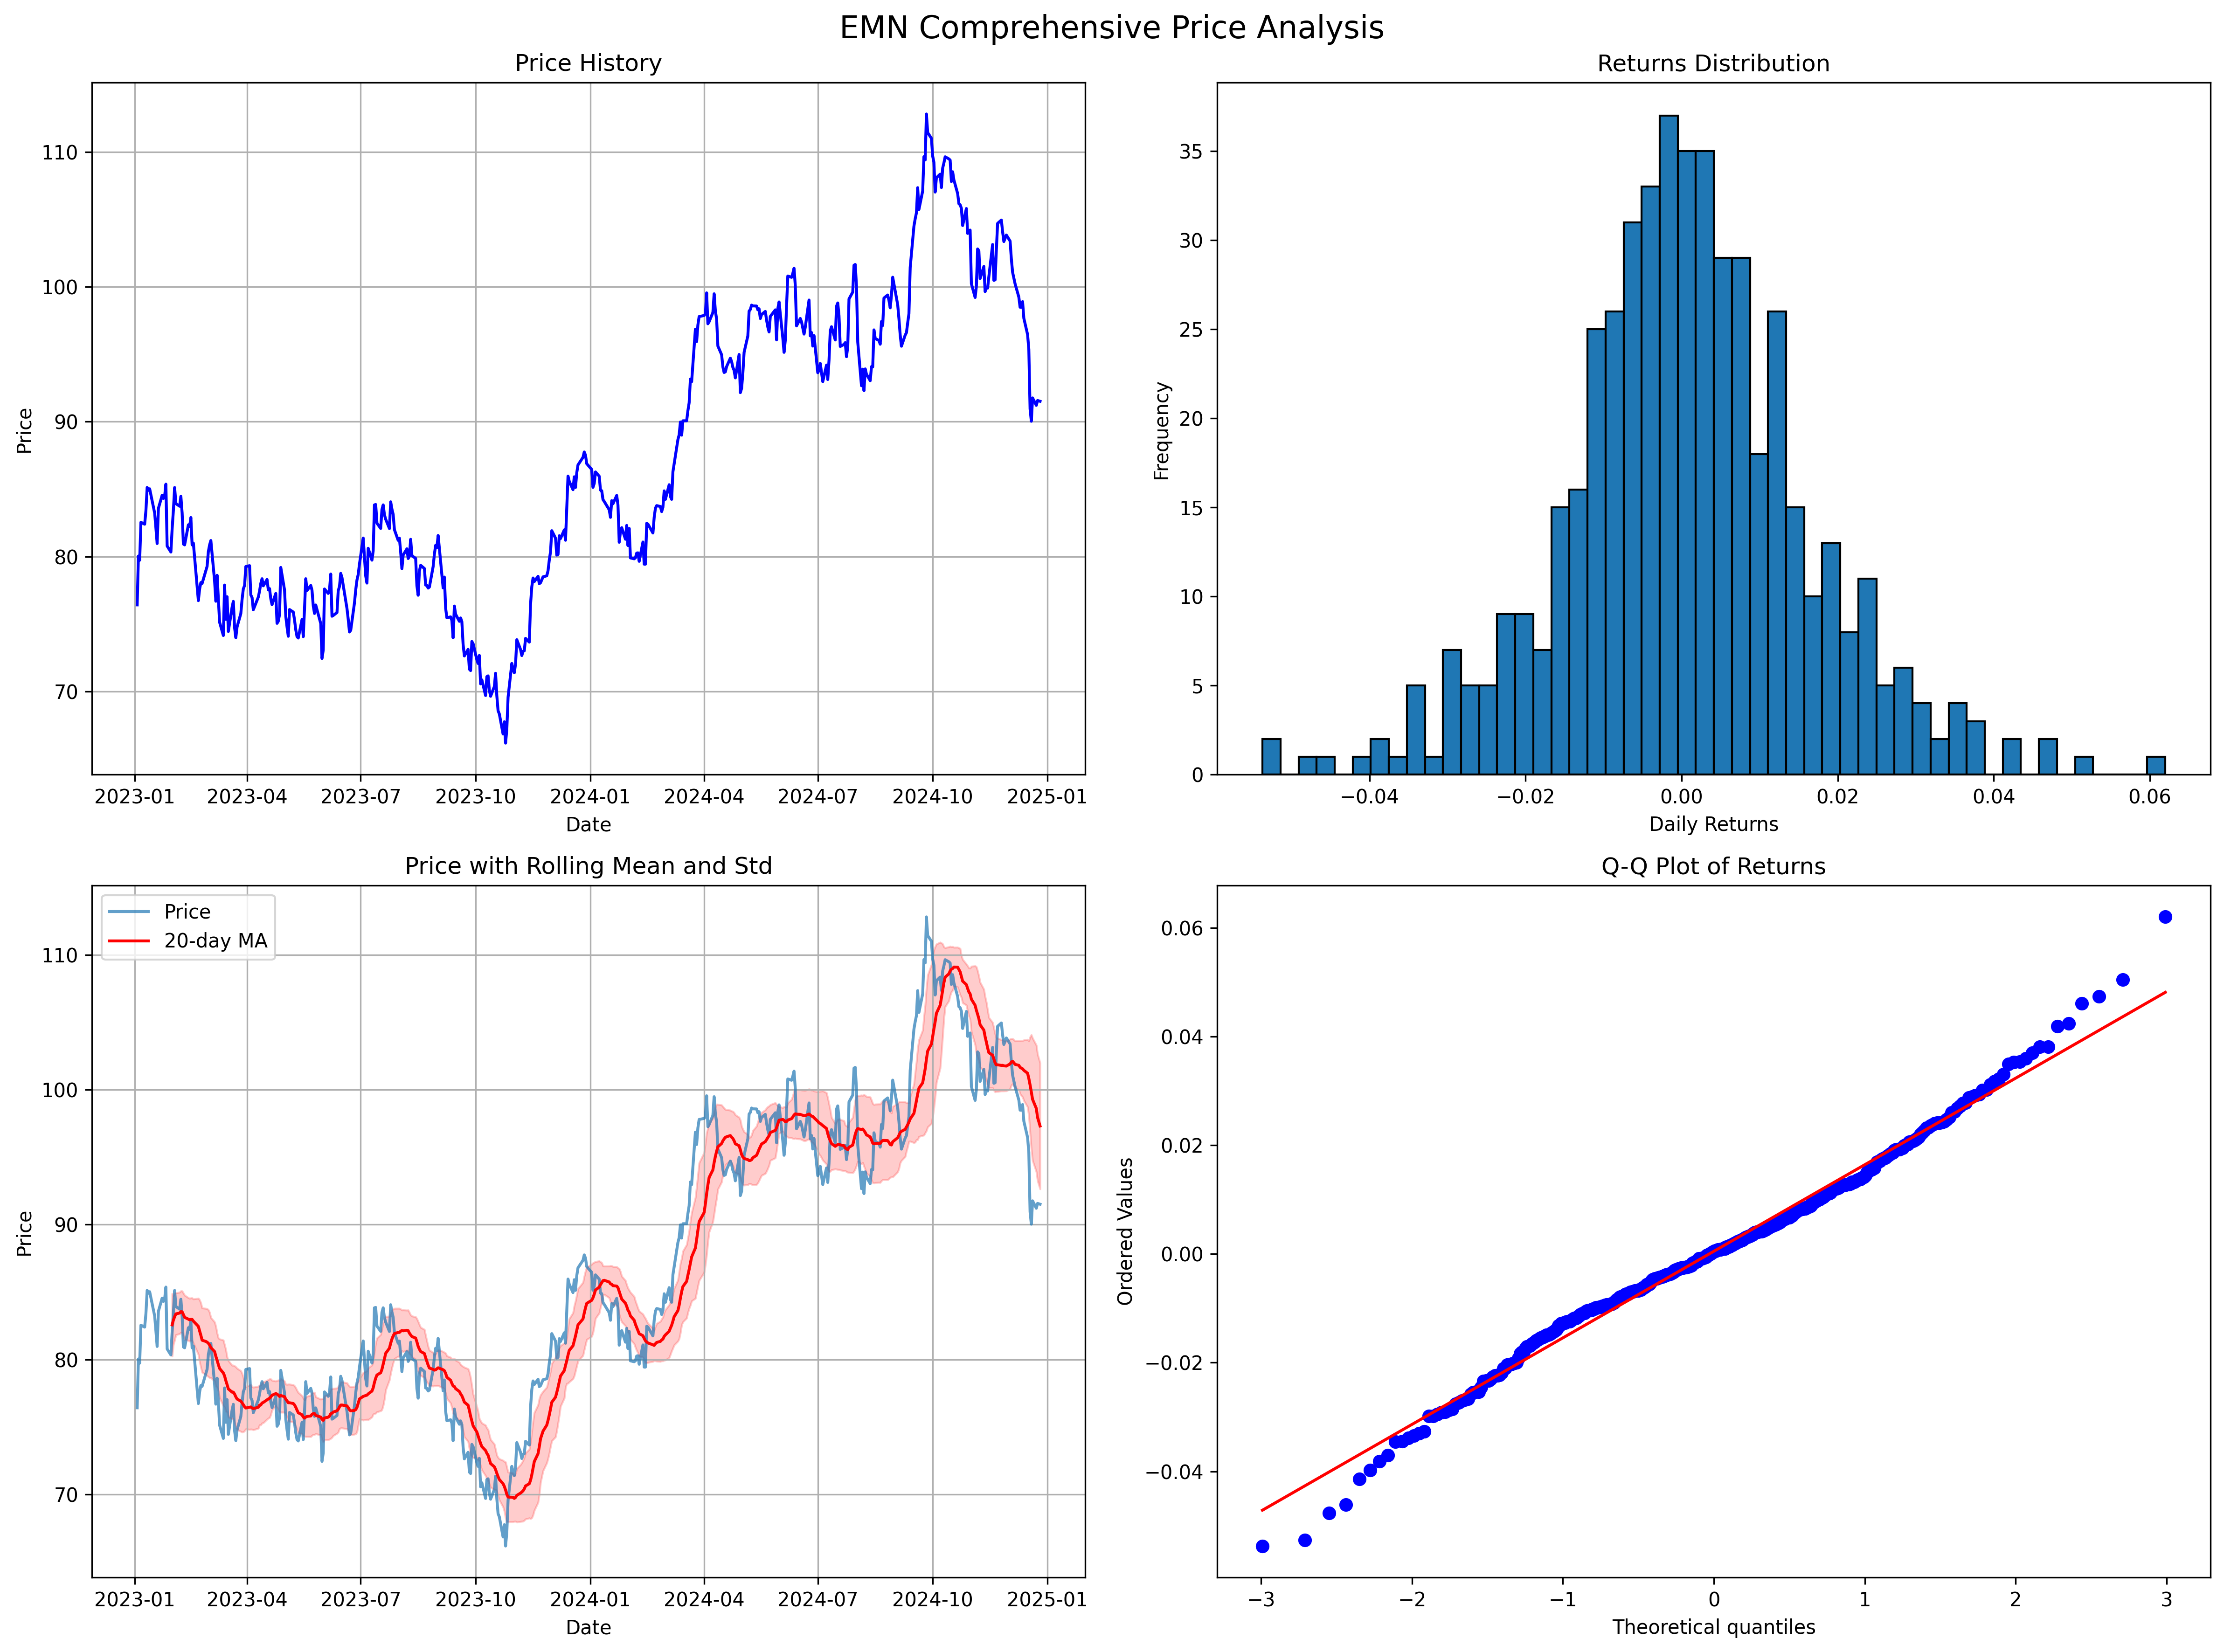 EMN Comprehensive Price Analysis
Price History
Price
110
100
90
80
70
2023-01 2023-04 2023-07 2023-10 2024-01 2024-04 2024-07 2024-10 2025-01
Date
Returns Distribution
Frequency
35
30
25
20
15
10
5
0
−0.04 −0.02 0.00 0.02 0.04 0.06
Daily Returns
Price with Rolling Mean and Std
Price
20-day MA
Price
110
100
90
80
70
2023-01 2023-04 2023-07 2023-10 2024-01 2024-04 2024-07 2024-10 2025-01
Date
Q-Q Plot of Returns
Ordered Values
0.06
0.04
0.02
0.00
−0.02
−0.04
−3 −2 −1 0 1 2 3
Theoretical quantiles